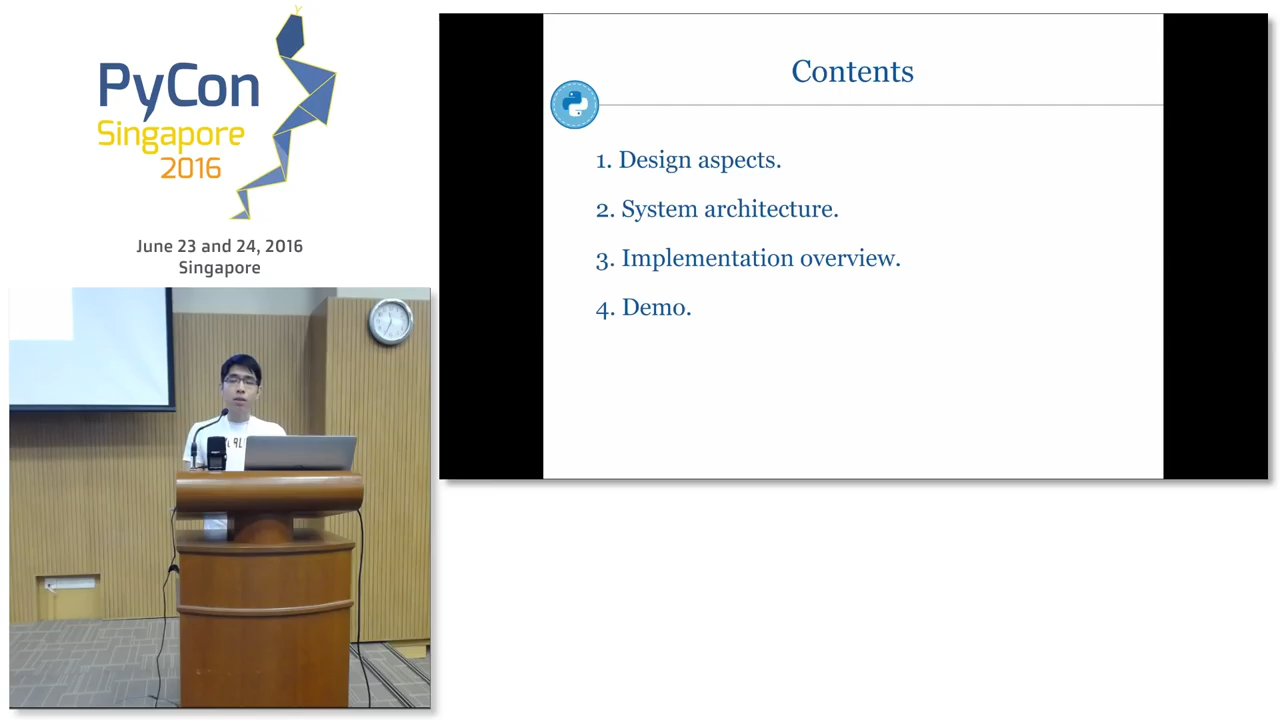 PyCon
Singapore
2016
June 23 and 24, 2016
Singapore
Contents
1. Design aspects.
2. System architecture.
3. Implementation overview.
4. Demo.